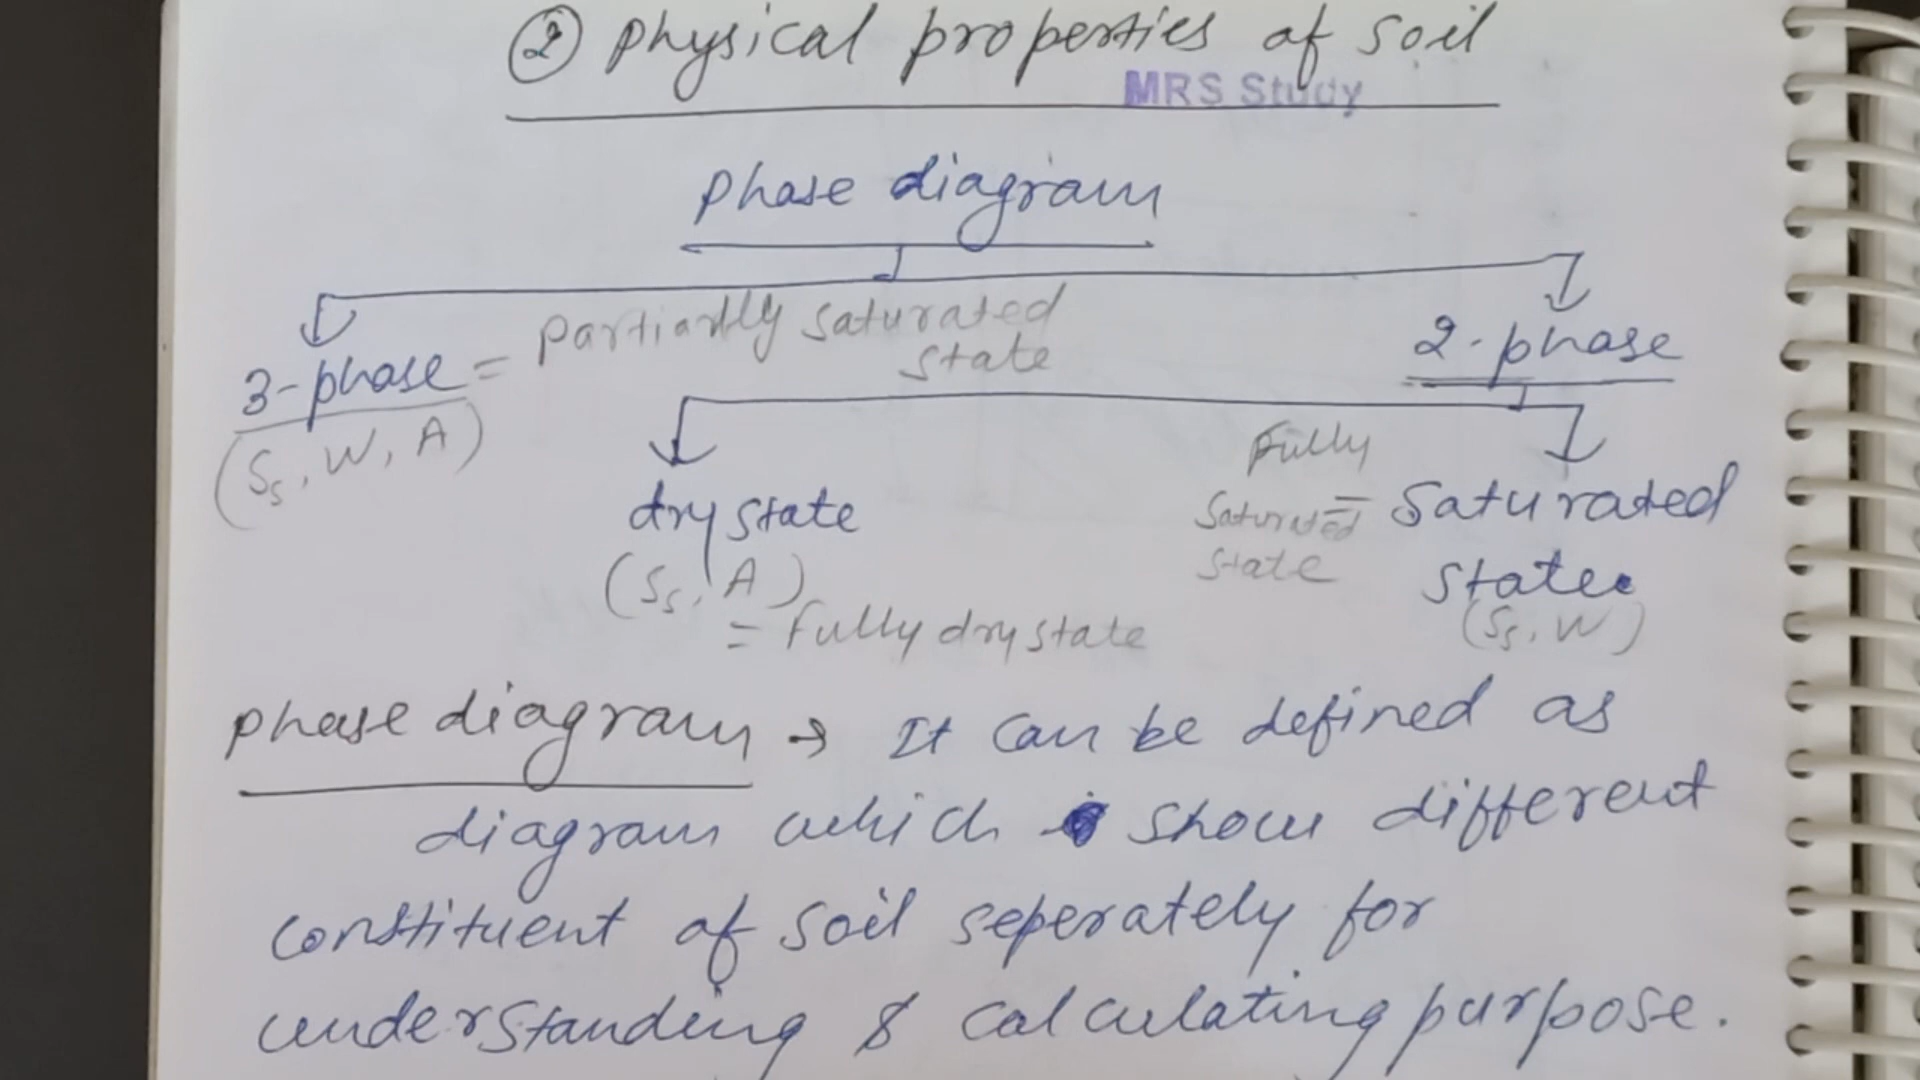 ② physical properties of soil
MRS Study
phase diagram
3-phase = partiantly saturated
state
2-phase
(Ss, W, A)
dry state
(Ss, A)
= fully dry state
Fully
saturated
state
= Saturated
state.
(Ss, W)
phase diagram → It can be defined as
diagram which show different
constituent of soil seperately for
understanding & calculating purpose.